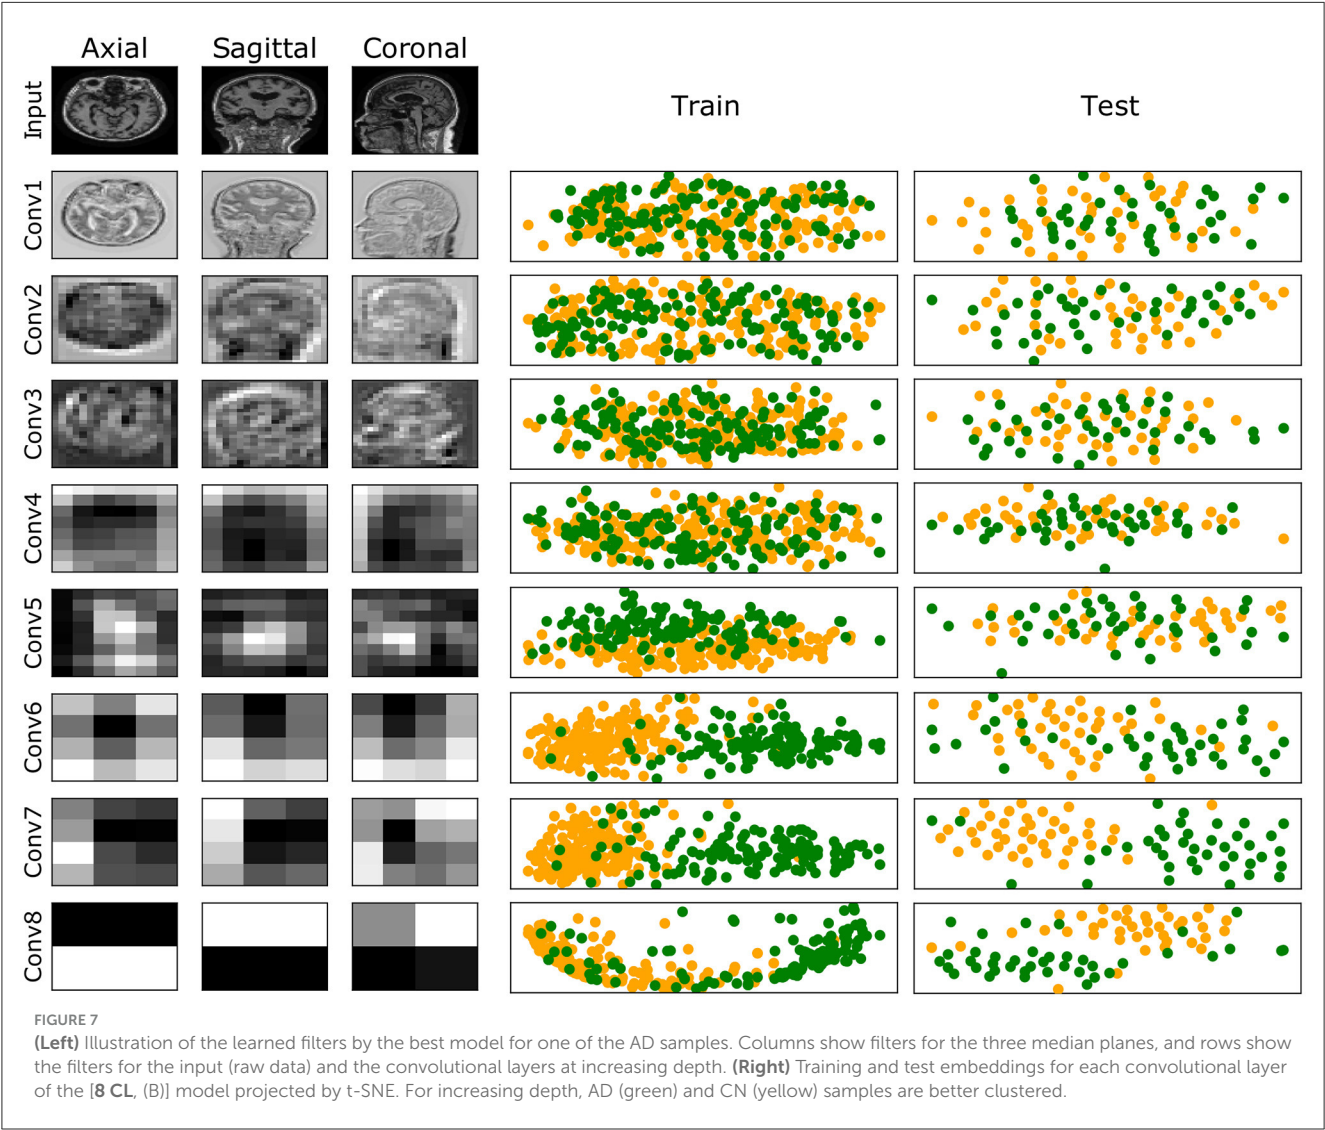 Axial Sagittal Coronal
Input
Train Test
Conv1
Conv2
Conv3
Conv4
Conv5
Conv6
Conv7
Conv8
FIGURE 7
(Left) Illustration of the learned filters by the best model for one of the AD samples. Columns show filters for the three median planes, and rows show
the filters for the input (raw data) and the convolutional layers at increasing depth. (Right) Training and test embeddings for each convolutional layer
of the [8 CL, (B)] model projected by t-SNE. For increasing depth, AD (green) and CN (yellow) samples are better clustered.